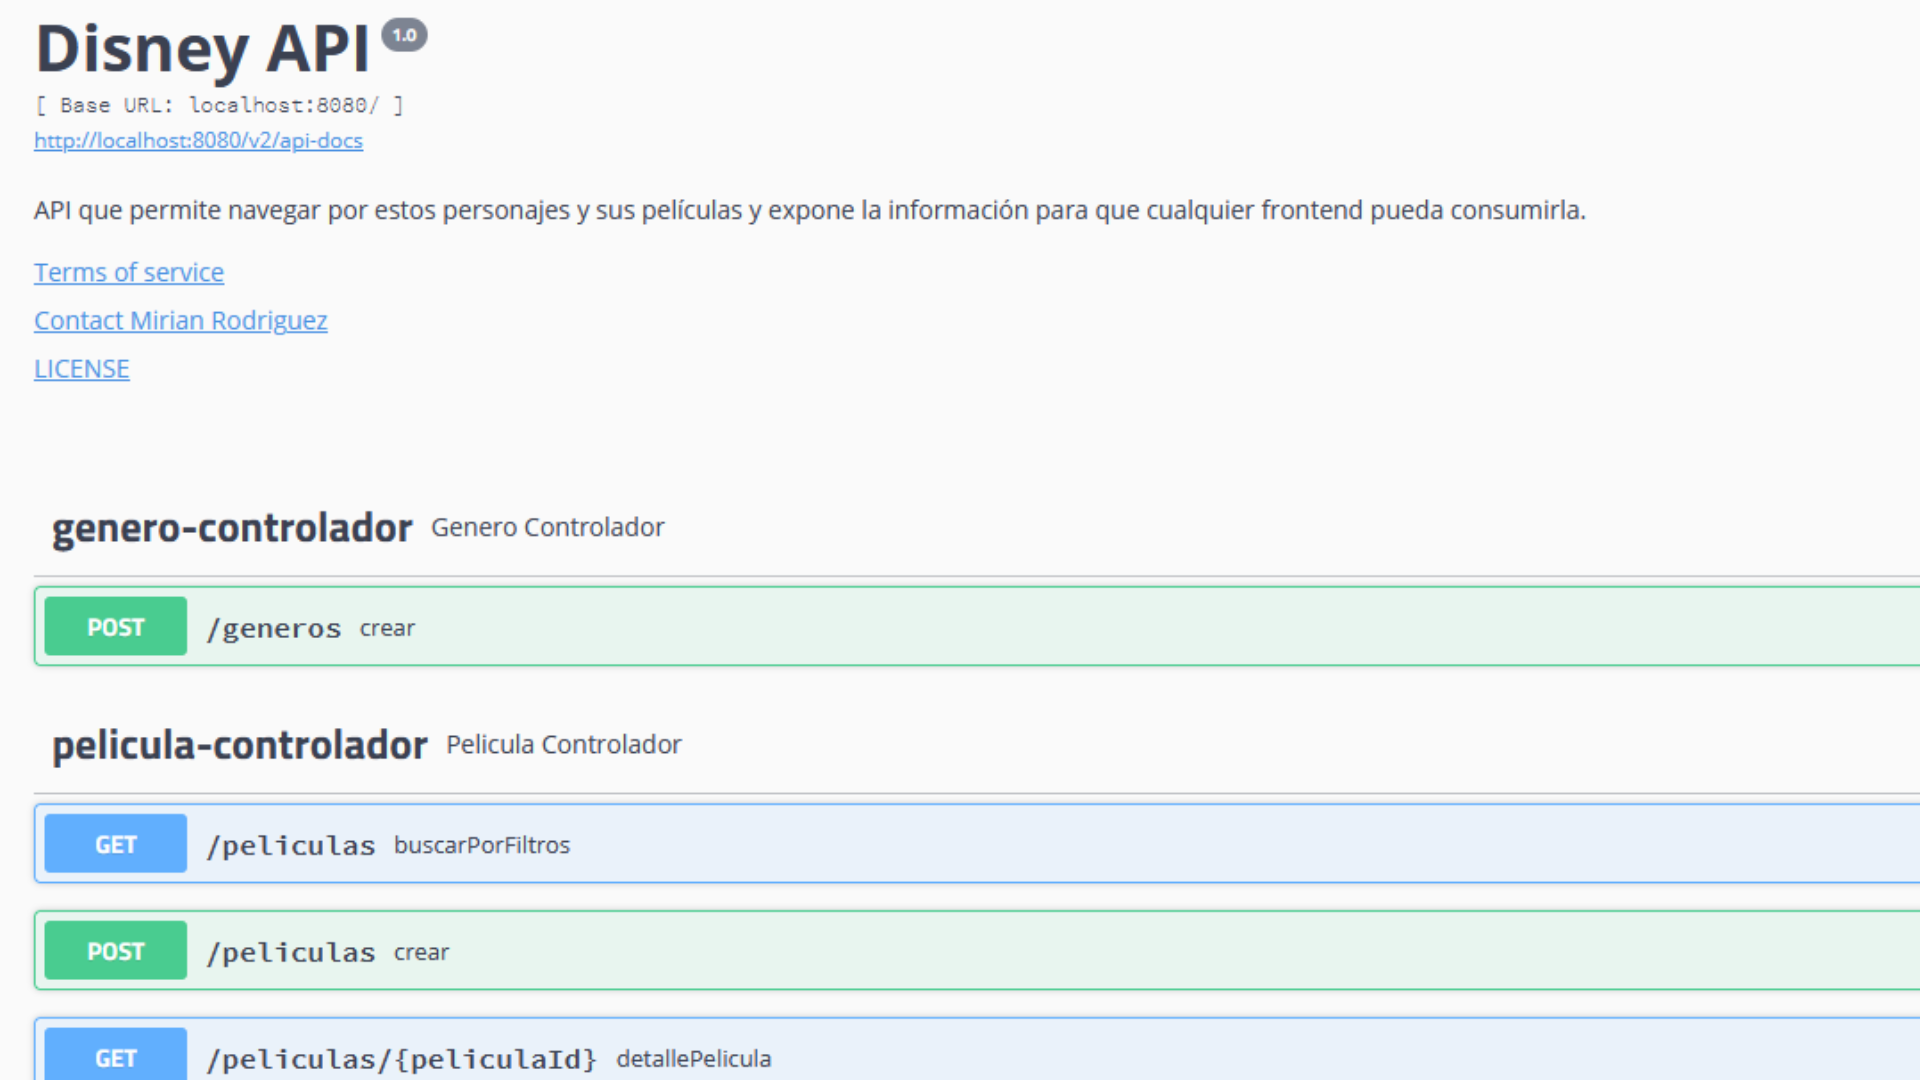 Disney API 1.0
[ Base URL: localhost:8080/ ]
http://localhost:8080/v2/api-docs
API que permite navegar por estos personajes y sus películas y expone la información para que cualquier frontend pueda consumirla.
Terms of service
Contact Mirian Rodriguez
LICENSE
genero-controlador Genero Controlador
POST /generos crear
pelicula-controlador Pelicula Controlador
GET /peliculas buscarPorFiltros
POST /peliculas crear
GET /peliculas/{peliculaId} detallePelicula